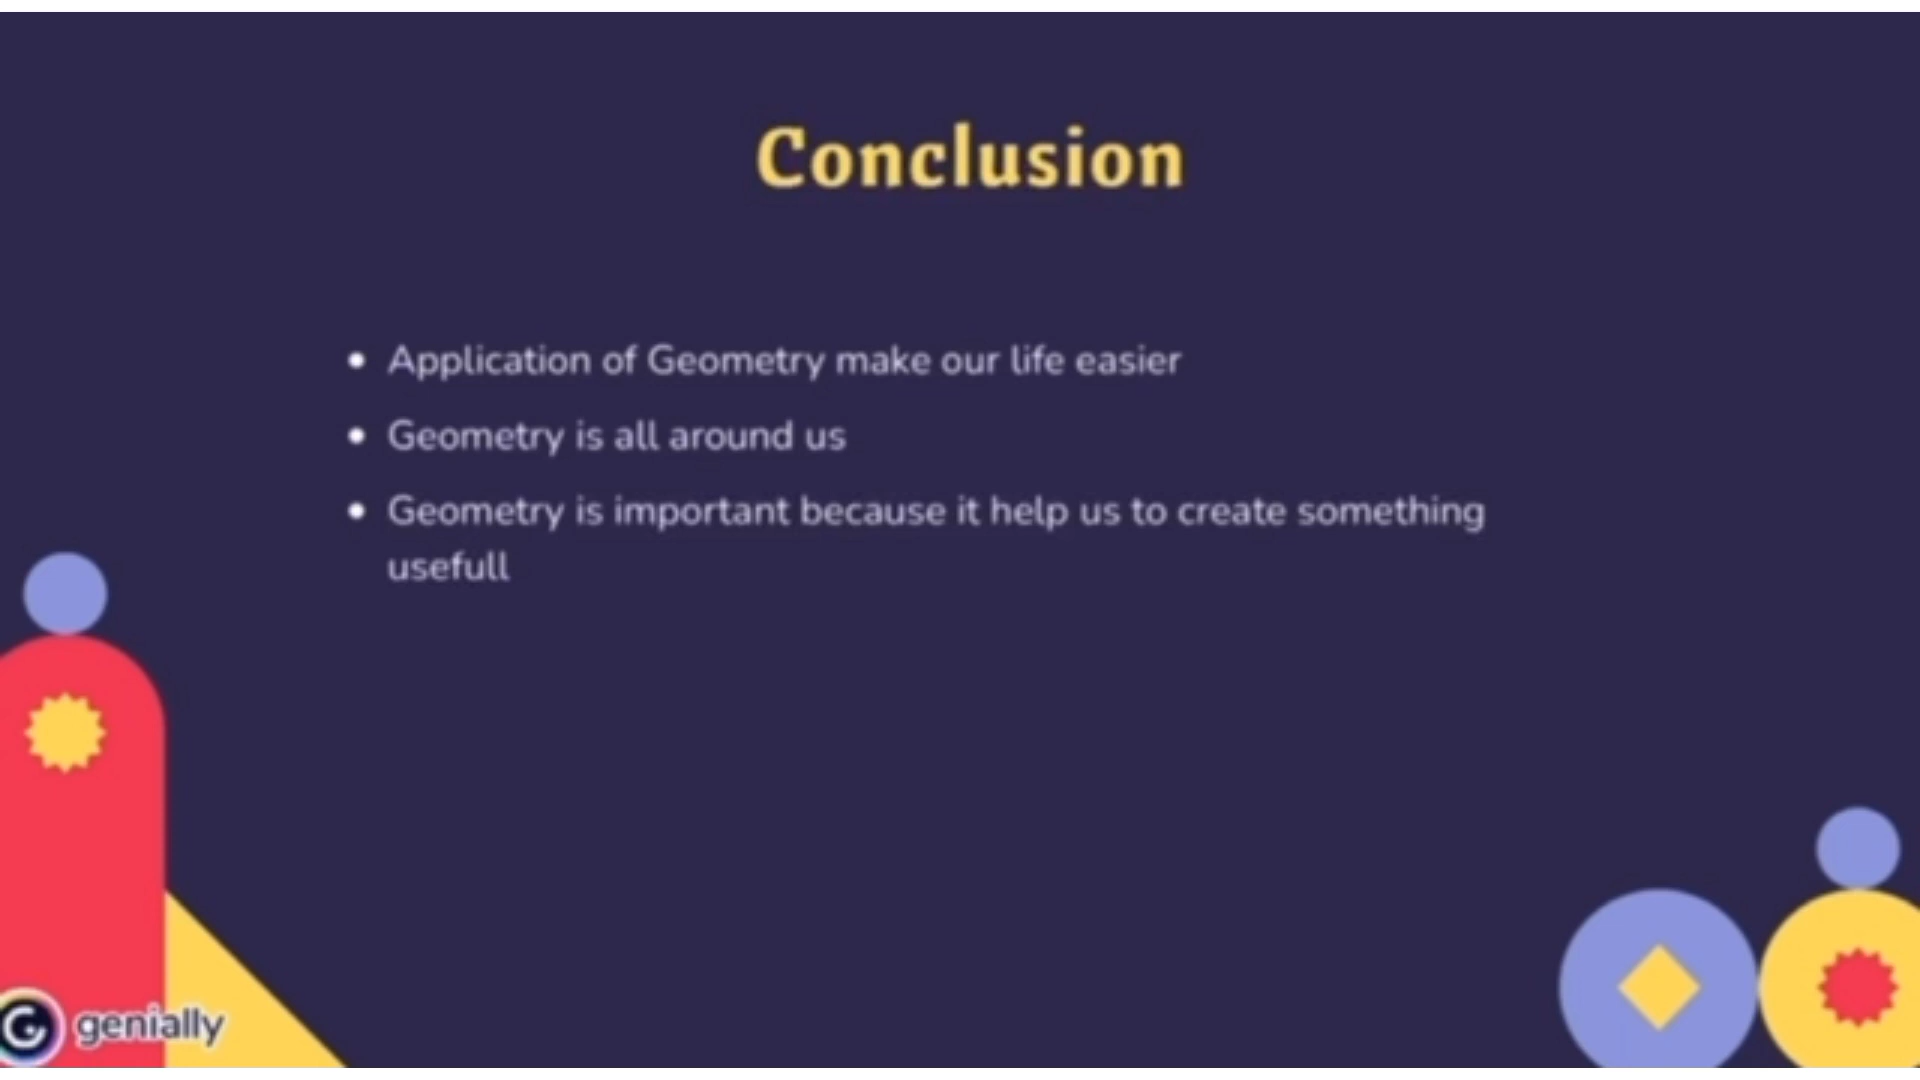 Conclusion
• Application of Geometry make our life easier
• Geometry is all around us
• Geometry is important because it help us to create something
usefull
genially